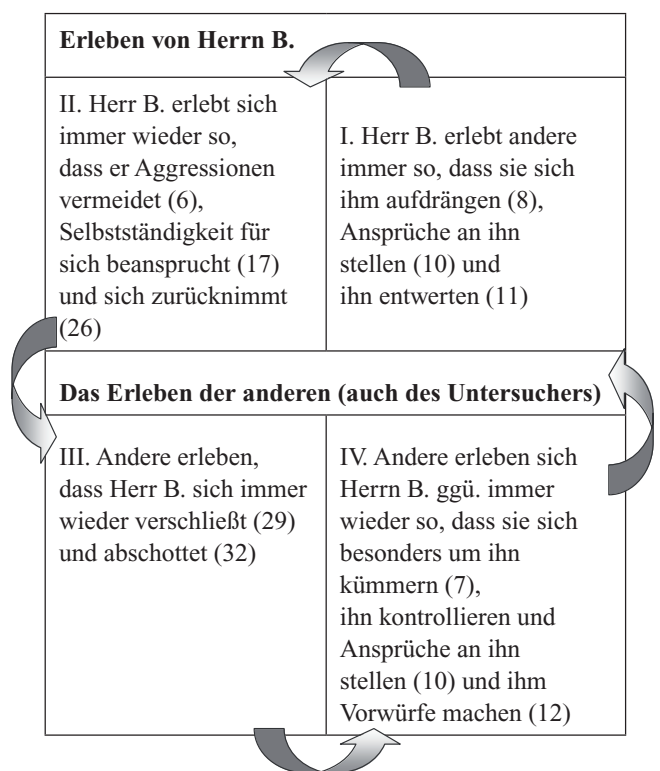 Erleben von Herrn B.
II. Herr B. erlebt sich
immer wieder so,
dass er Aggressionen
vermeidet (6),
Selbstständigkeit für
sich beansprucht (17)
und sich zurücknimmt
(26)
I. Herr B. erlebt andere
immer so, dass sie sich
ihm aufdrängen (8),
Ansprüche an ihn
stellen (10) und
ihn entwerten (11)
Das Erleben der anderen (auch des Untersuchers)
III. Andere erleben,
dass Herr B. sich immer
wieder verschließt (29)
und abschottet (32)
IV. Andere erleben sich
Herrn B. ggü. immer
wieder so, dass sie sich
besonders um ihn
kümmern (7),
ihn kontrollieren und
Ansprüche an ihn
stellen (10) und ihm
Vorwürfe machen (12)